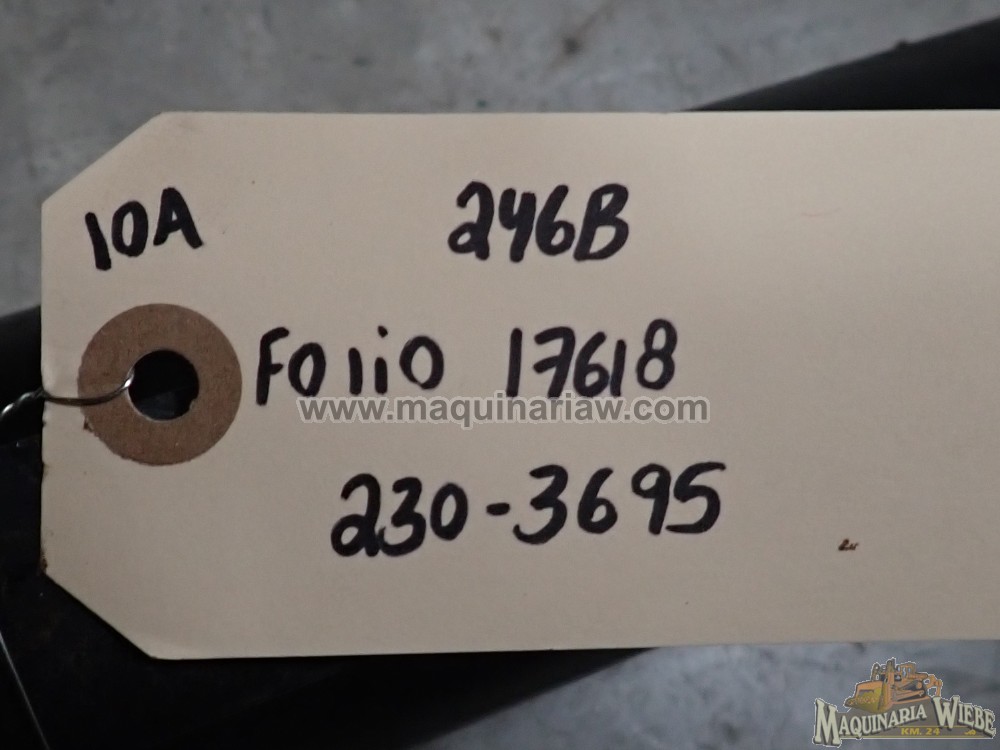 10A 246B
Folio 17618
www.maquinariaw.com
230-3695
MAQUINARIA WIEBE
KM. 24